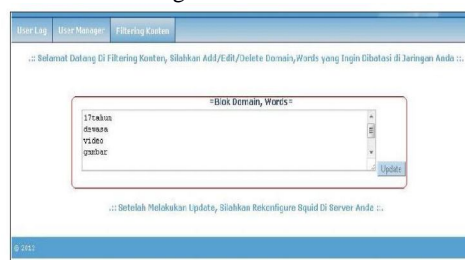 User Log User Manager Filtering Konten
.:: Selamat Datang Di Filtering Konten, Silahkan Add/Edit/Delete Domain,Words yang Ingin Dibatasi di Jaringan Anda ::.
=Blok Domain, Words=
17tahun
dewasa
video
gambar
Update
.:: Setelah Melakukan Update, Silahkan Rekonfigure Squid Di Server Anda ::.